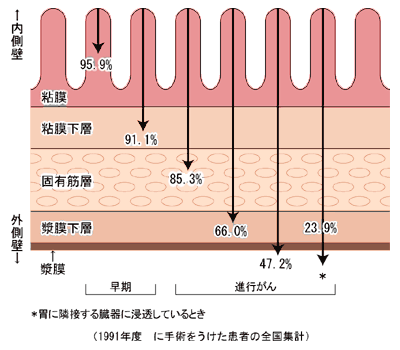 ↑内側壁
95.9%
粘膜
粘膜下層
91.1%
固有筋層
85.3%
漿膜下層
66.0%
23.9%
外側壁↓
47.2%
*
漿膜
早期
進行がん
*胃に隣接する臓器に浸透しているとき
(1991年度 に手術をうけた患者の全国集計)